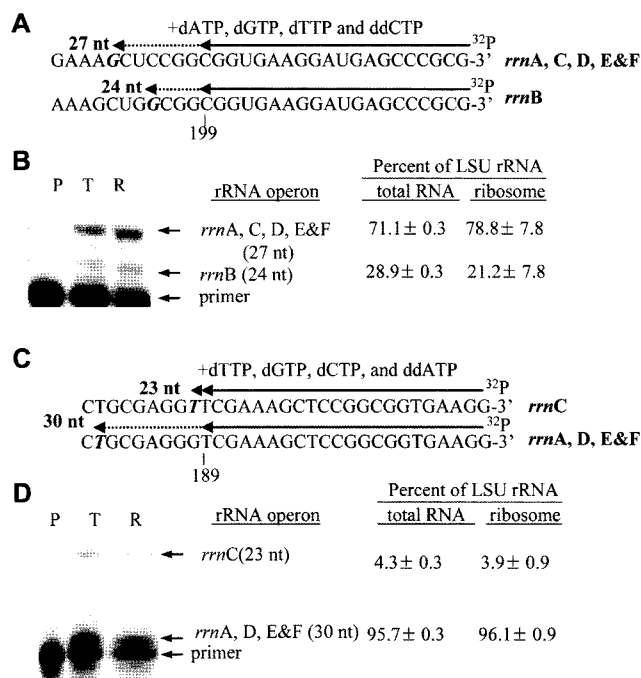 A
+dATP, dGTP, dTTP and ddCTP
27 nt
32P
GAAAGCUCCGGCGGUGAAGGAUGAGCCCGCG-3’ rrnA, C, D, E&F
24 nt
AAAGCUGGCGGCGGUGAAGGAUGAGCCCGCG-3’ rrnB
199
B
P T R
rRNA operon
Percent of LSU rRNA
total RNA ribosome
rrnA, C, D, E&F (27 nt) 71.1± 0.3 78.8± 7.8
rrnB (24 nt) 28.9± 0.3 21.2± 7.8
primer
C
+dTTP, dGTP, dCTP, and ddATP
23 nt
32P
CTGCGAGGTTCGAAAGCTCCGGCGGTGAAGG-3’ rrnC
30 nt
CTGCGAGGGTCGAAAGCTCCGGCGGTGAAGG-3’ rrnA, D, E&F
189
D
P T R
rRNA operon
Percent of LSU rRNA
total RNA ribosome
rrnC(23 nt) 4.3± 0.3 3.9± 0.9
rrnA, D, E&F (30 nt) 95.7± 0.3 96.1± 0.9
primer